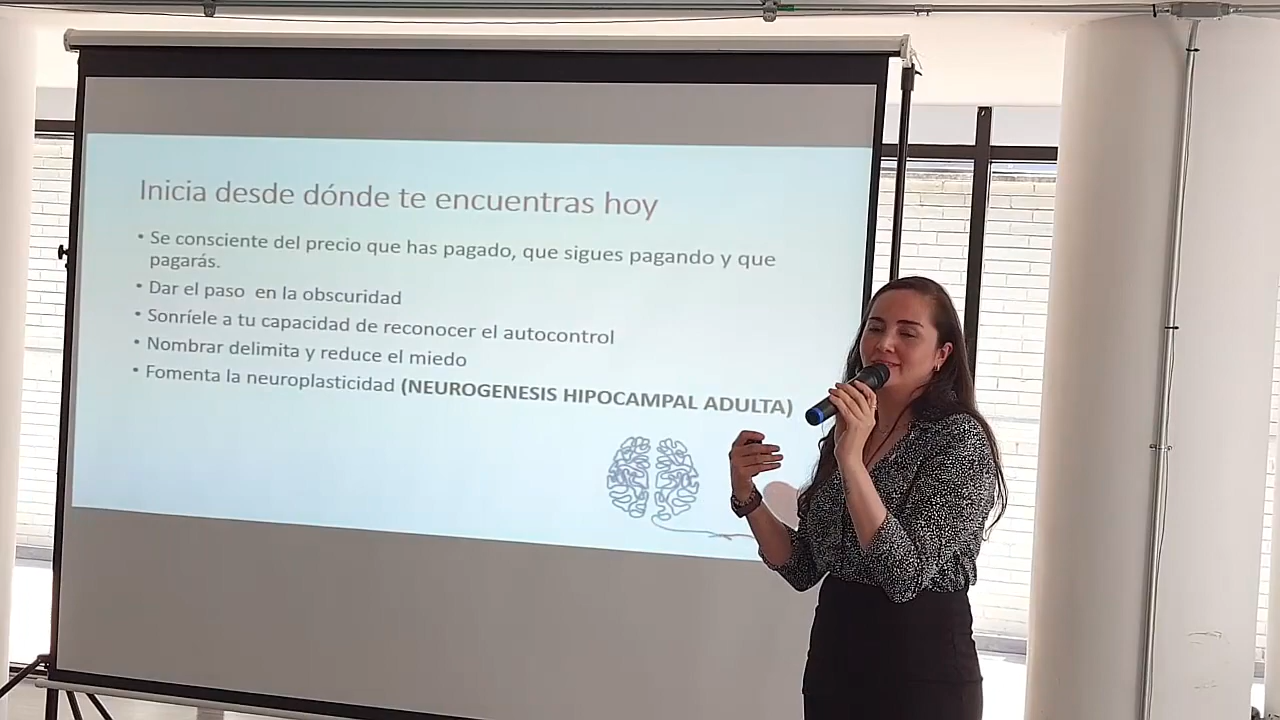 Inicia desde dónde te encuentras hoy
• Se consciente del precio que has pagado, que sigues pagando y que
pagarás.
• Dar el paso en la obscuridad
• Sonríele a tu capacidad de reconocer el autocontrol
• Nombrar delimita y reduce el miedo
• Fomenta la neuroplasticidad (NEUROGENESIS HIPOCAMPAL ADULTA)